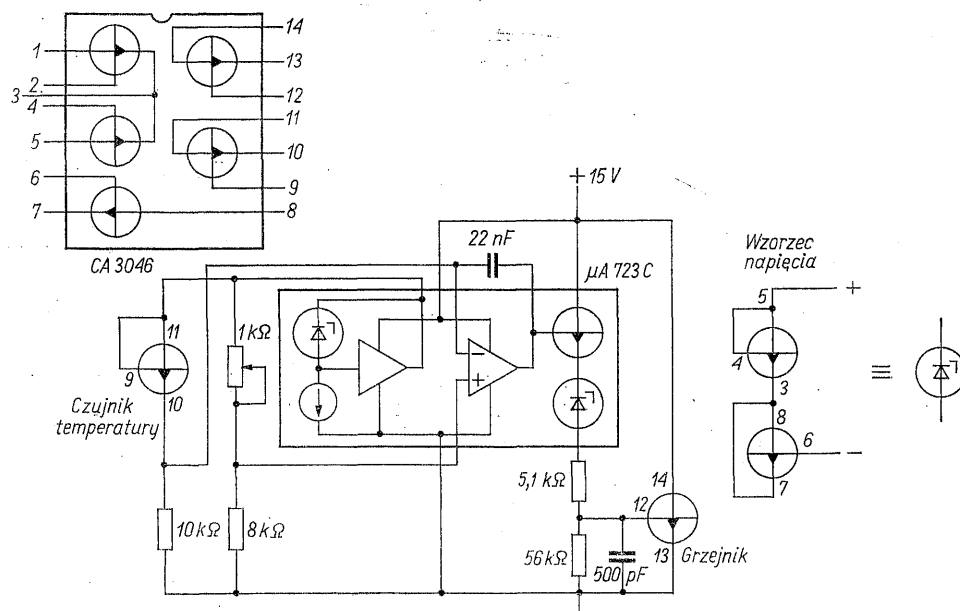 1
2
3
4
5
6
7
14
13
12
11
10
9
8
CA 3046
+ 15 V
22 nF
μA 723 C
11
9
10
Czujnik
temperatury
1 kΩ
10 kΩ
8 kΩ
5,1 kΩ
56 kΩ
500 pF
14
12
13
Grzejnik
Wzorzec
napięcia
5
+
4
3
≡
8
6
−
7
−
+